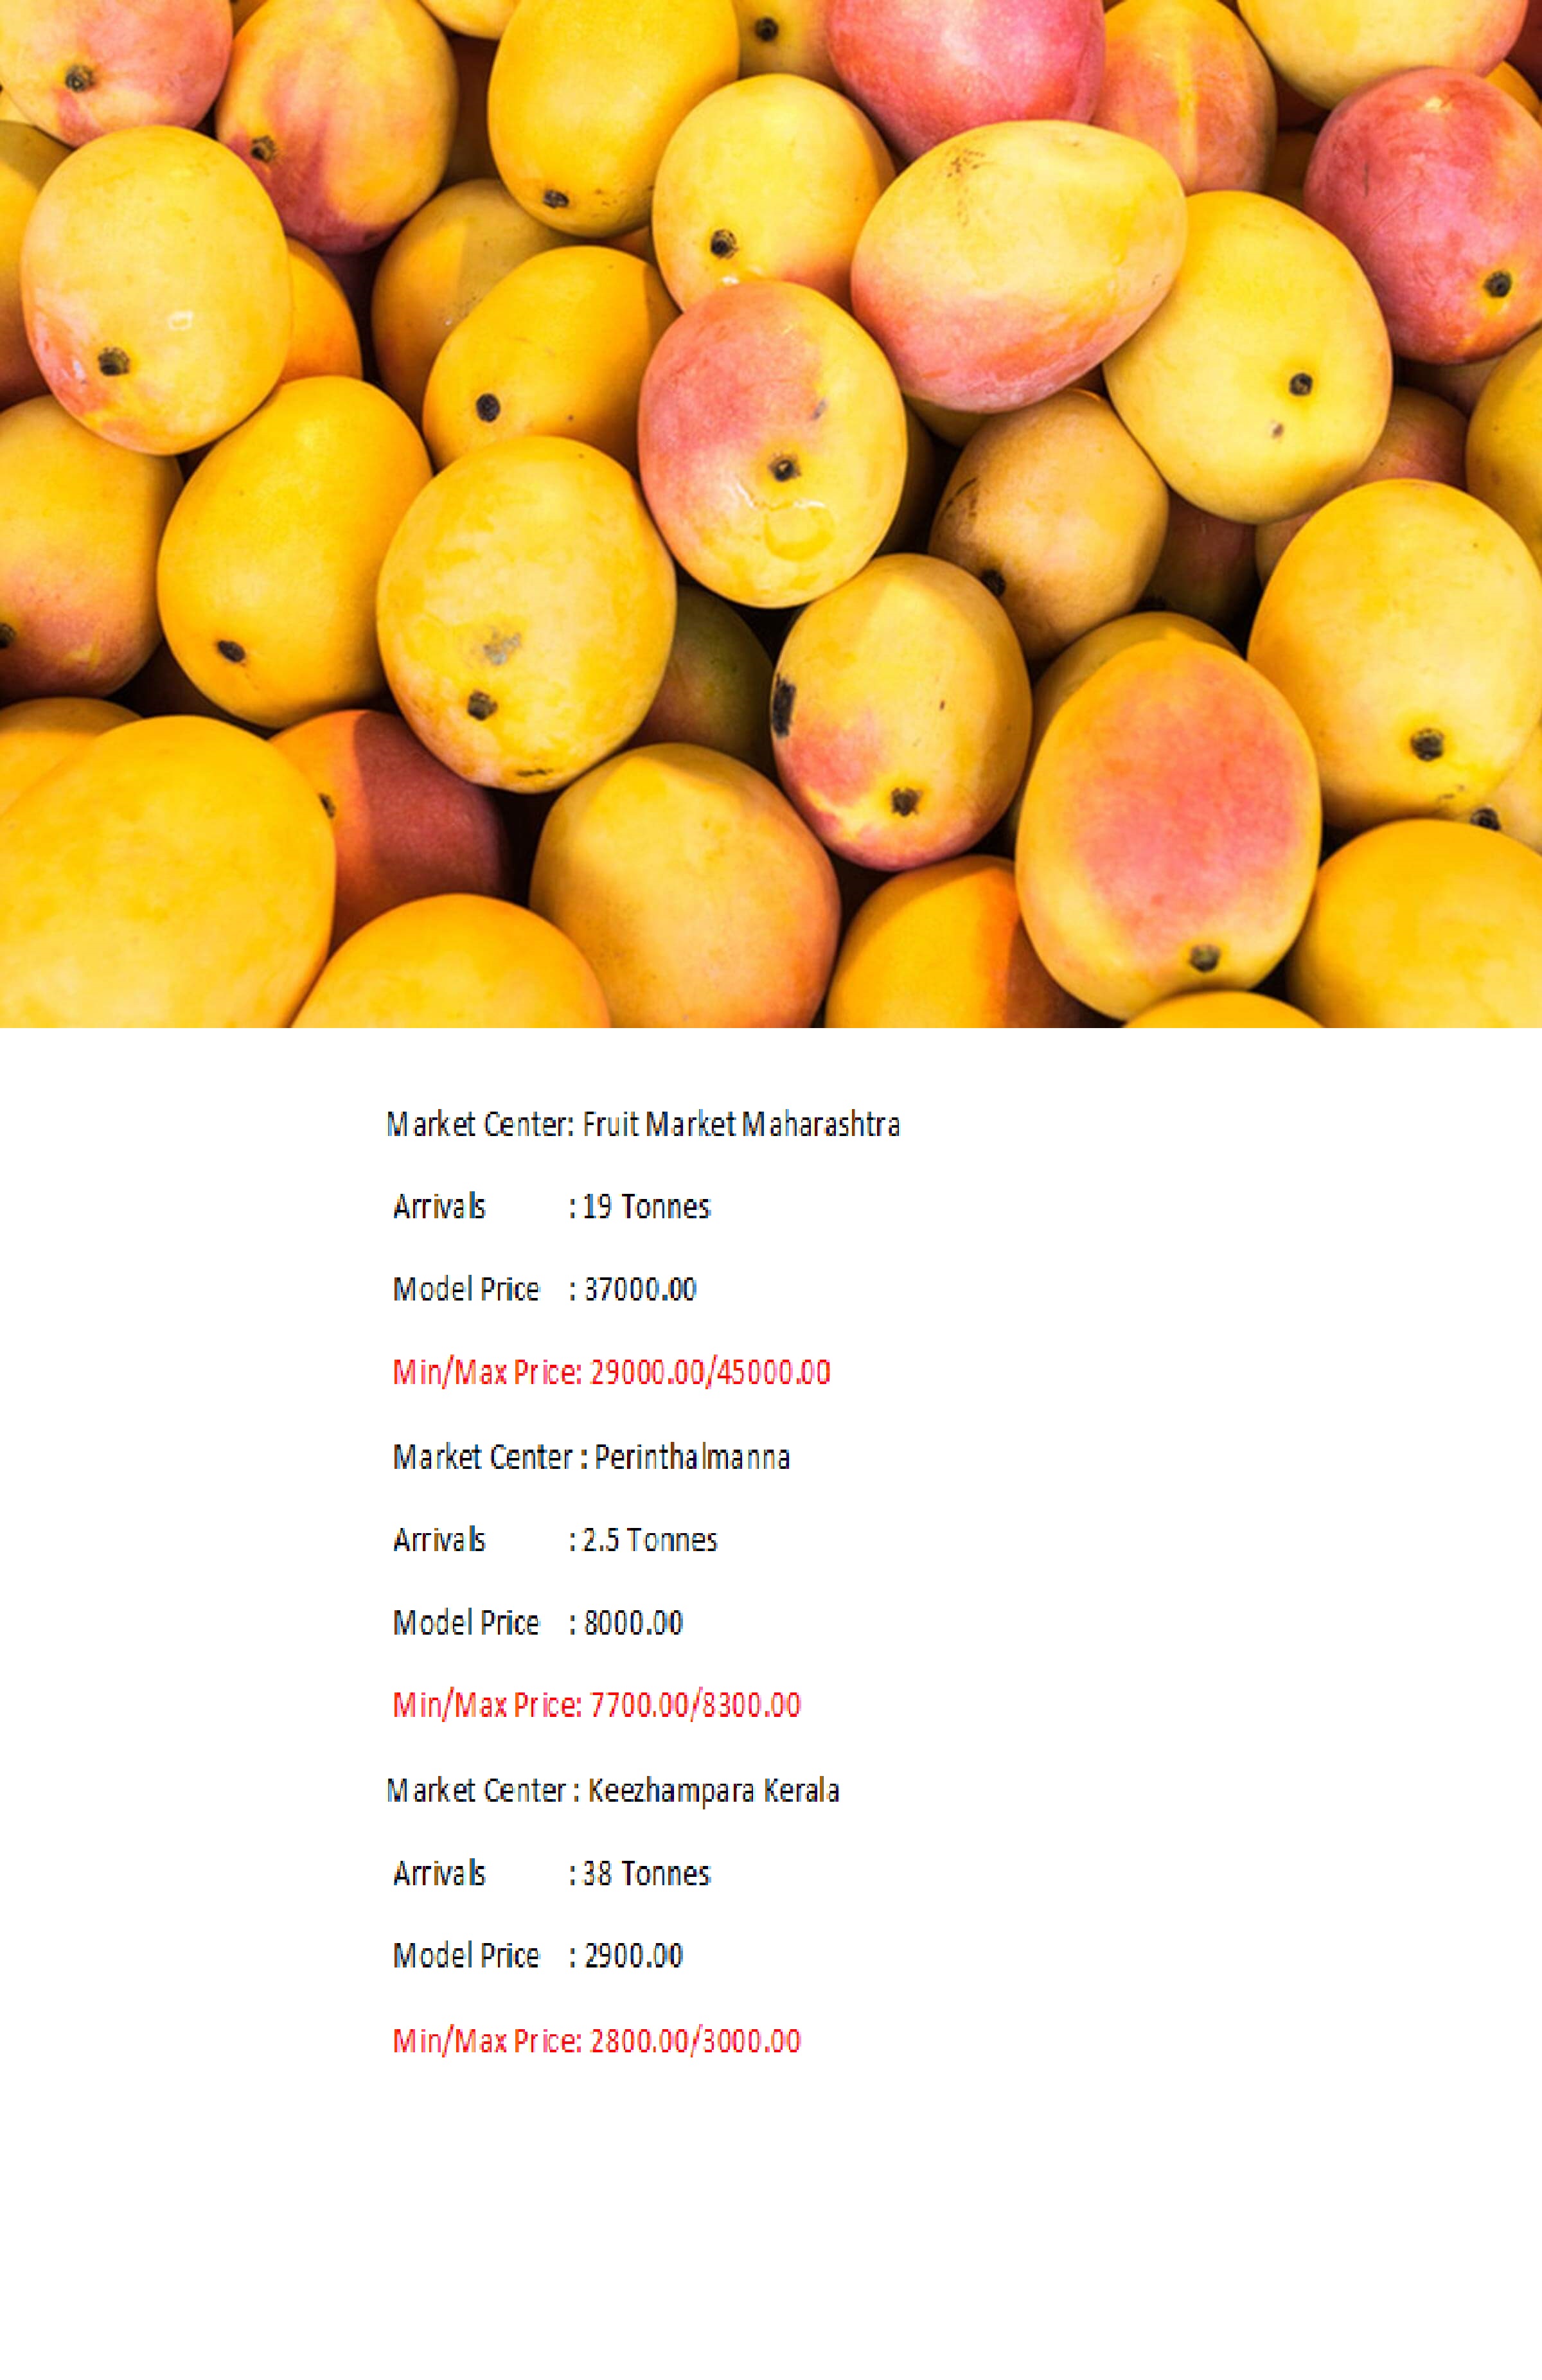 Market Center: Fruit Market Maharashtra
Arrivals : 19 Tonnes
Model Price : 37000.00
Min/Max Price: 29000.00/45000.00
Market Center : Perinthalmanna
Arrivals : 2.5 Tonnes
Model Price : 8000.00
Min/Max Price: 7700.00/8300.00
Market Center : Keezhampara Kerala
Arrivals : 38 Tonnes
Model Price : 2900.00
Min/Max Price: 2800.00/3000.00